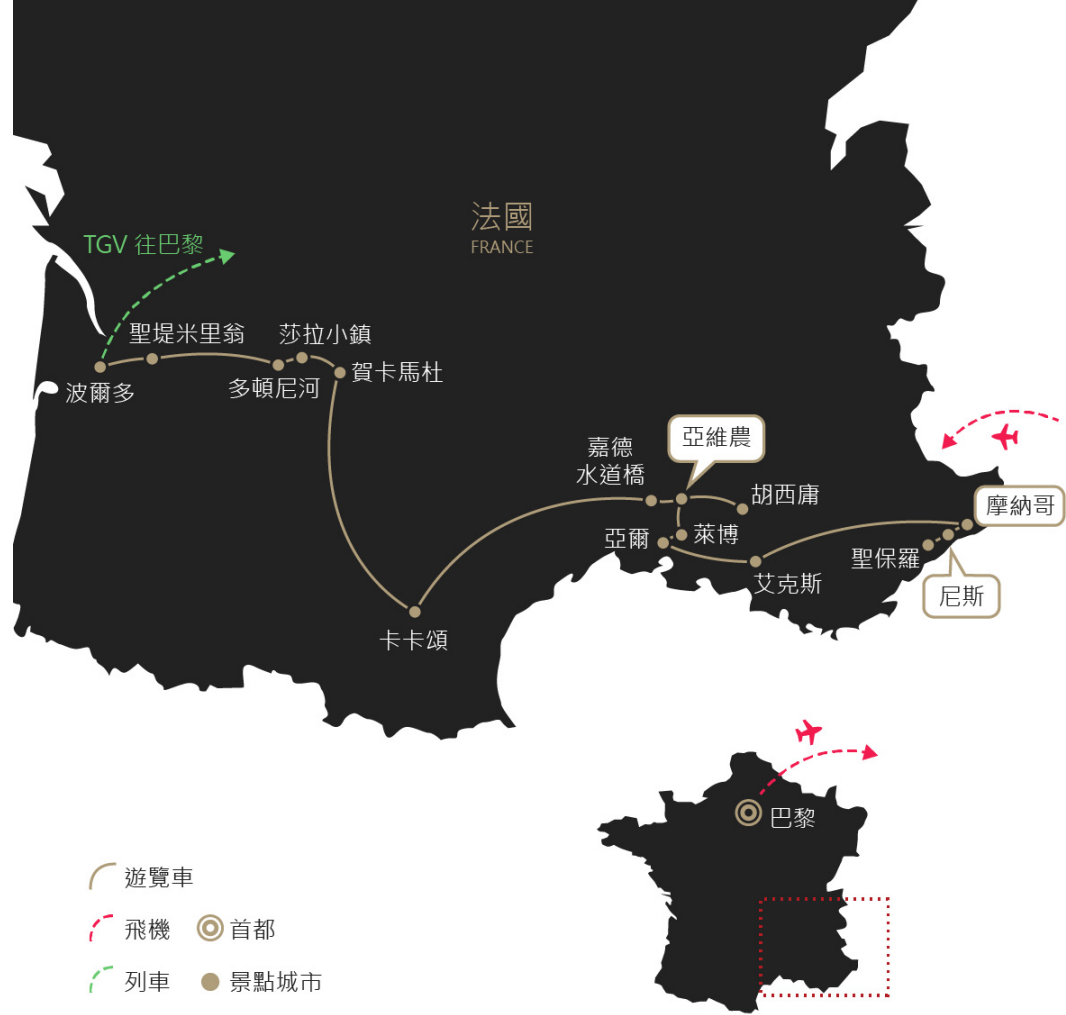 法國
FRANCE
TGV 往巴黎
聖堤米里翁
莎拉小鎮
波爾多
多頓尼河
賀卡馬杜
嘉德
水道橋
亞維農
胡西庸
摩納哥
亞爾
萊博
聖保羅
艾克斯
尼斯
卡卡頌
巴黎
遊覽車
飛機
首都
列車
景點城市